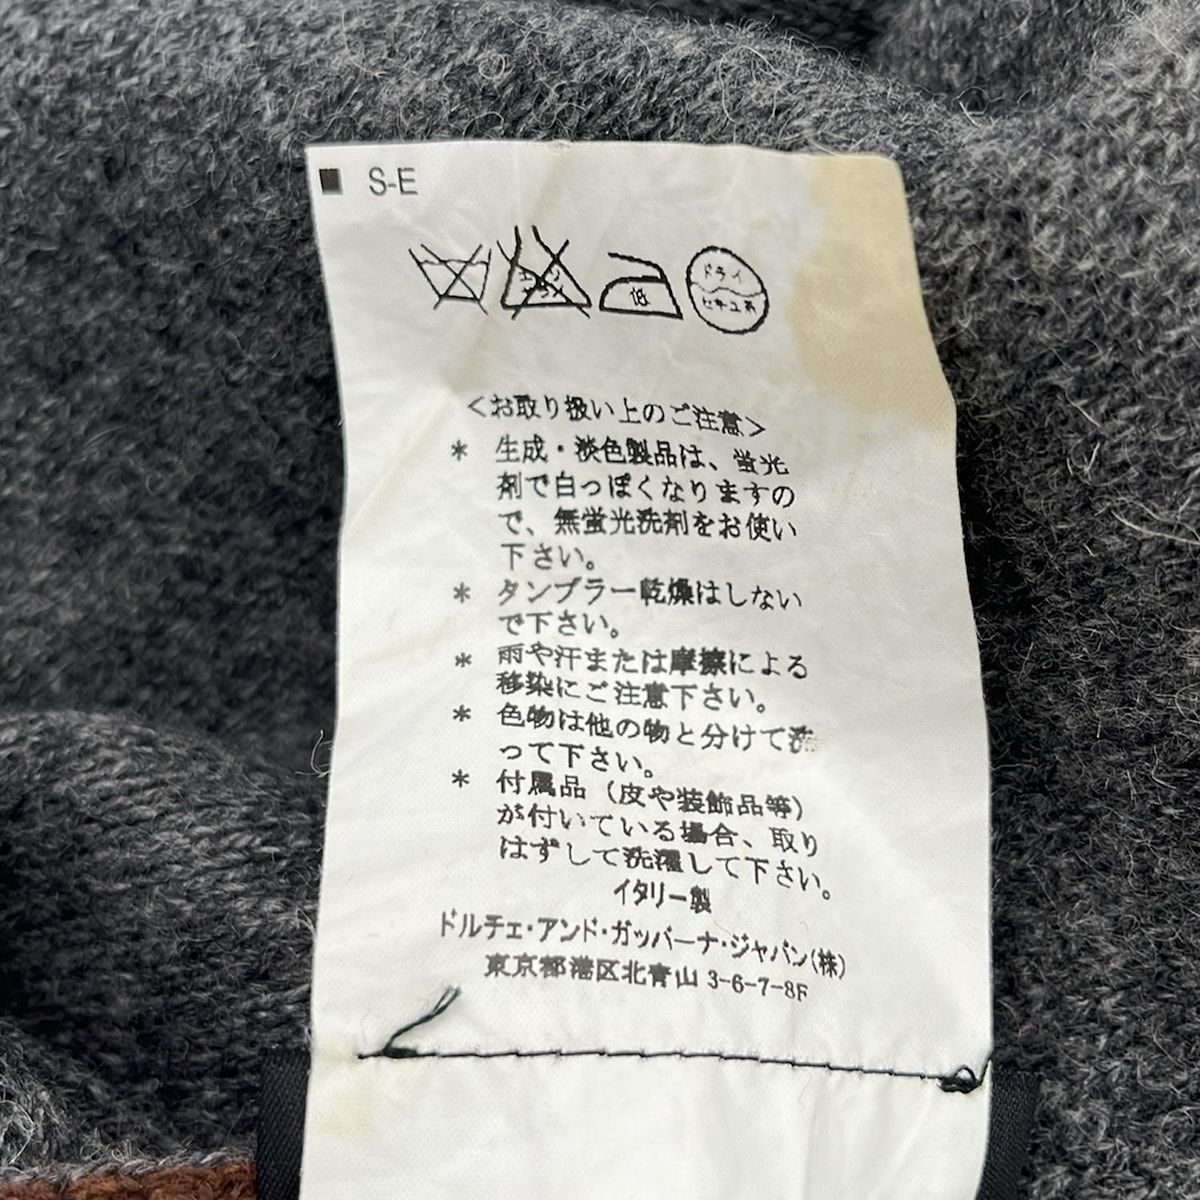 ■ S-E
エンソサラシ
低
ドライ
セキユ系
<お取り扱い上のご注意>
* 生成・淡色製品は、蛍光
剤で白っぽくなりますの
で、無蛍光洗剤をお使い
下さい。
* タンブラー乾燥はしない
で下さい。
* 雨や汗または摩擦による
移染にご注意下さい。
* 色物は他の物と分けて洗
って下さい。
* 付属品（皮や装飾品等）
が付いている場合、取り
はずして洗濯して下さい。
イタリー製
ドルチェ・アンド・ガッバーナ・ジャパン(株)
東京都港区北青山 3-6-7-8F